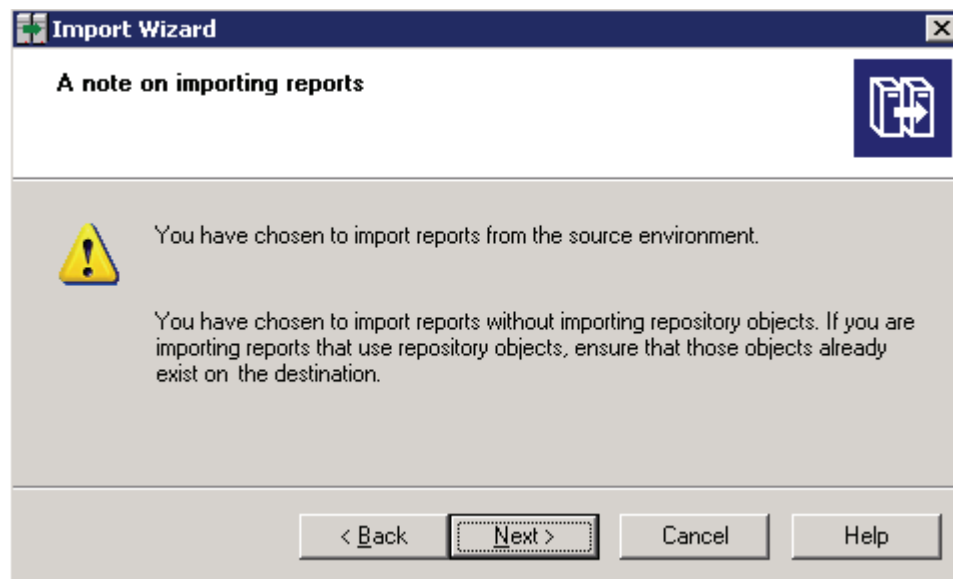 Import Wizard
A note on importing reports
You have chosen to import reports from the source environment.
You have chosen to import reports without importing repository objects. If you are
importing reports that use repository objects, ensure that those objects already
exist on the destination.
< Back
Next >
Cancel
Help